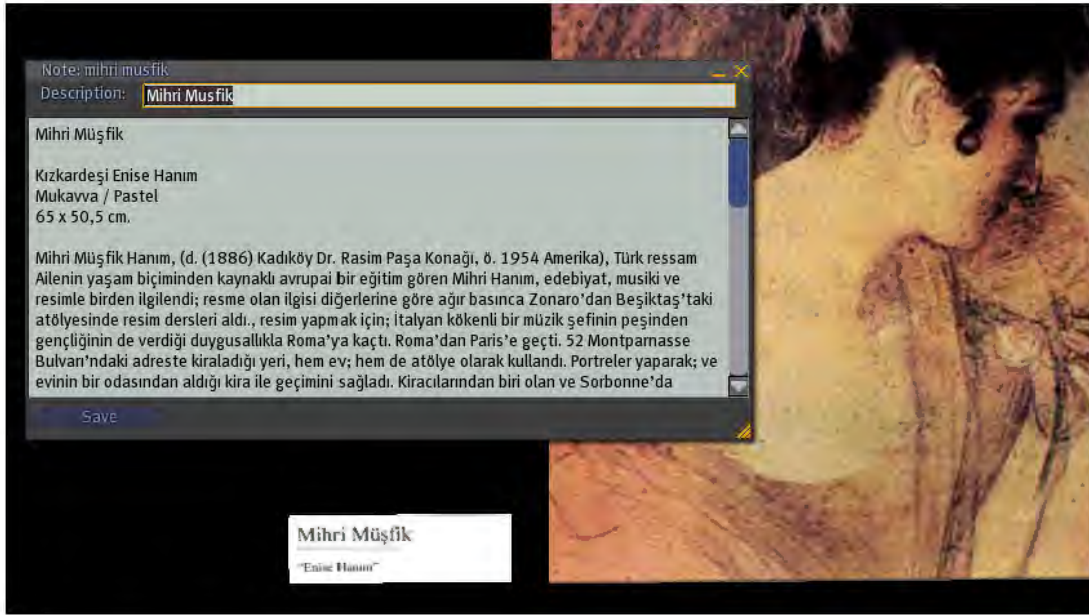 Note: mihri musfik
Description: Mihri Musfik
Mihri Müşfik
Kızkardeşi Enise Hanım
Mukavva / Pastel
65 x 50,5 cm.
Mihri Müşfik Hanım, (d. (1886) Kadıköy Dr. Rasim Paşa Konağı, ö. 1954 Amerika), Türk ressam
Ailenin yaşam biçiminden kaynaklı avrupai bir eğitim gören Mihri Hanım, edebiyat, musiki ve
resimle birden ilgilendi; resme olan ilgisi diğerlerine göre ağır basınca Zonaro'dan Beşiktaş'taki
atölyesinde resim dersleri aldı., resim yapmak için; İtalyan kökenli bir müzik şefinin peşinden
gençliğinin de verdiği duygusallıkla Roma'ya kaçtı. Roma'dan Paris'e geçti. 52 Montparnasse
Bulvarı'ndaki adreste kiraladığı yeri, hem ev; hem de atölye olarak kullandı. Portreler yaparak; ve
evinin bir odasından aldığı kira ile geçimini sağladı. Kiracılarından biri olan ve Sorbonne'da
Save
Mihri Müşfik
"Enise Hanım"